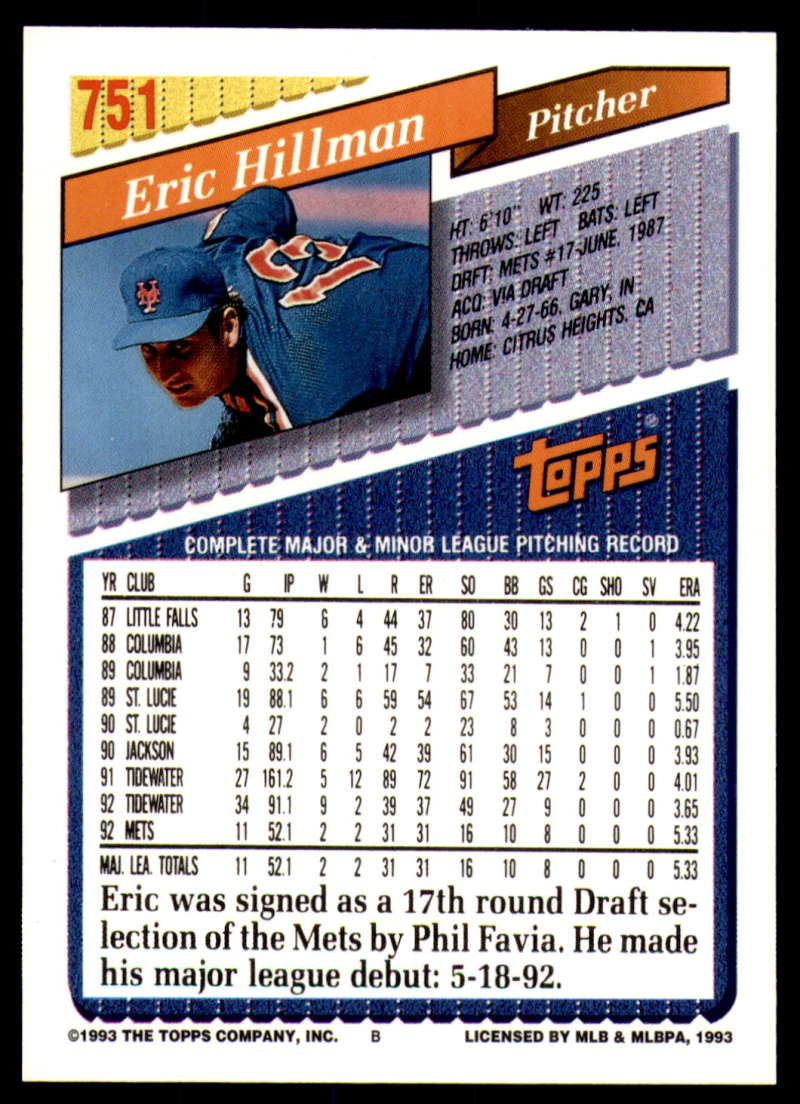 751
Eric Hillman
Pitcher
HT: 6'10" WT: 225
THROWS: LEFT BATS: LEFT
DRFT: METS #17-JUNE, 1987
ACQ: VIA DRAFT
BORN: 4-27-66, GARY, IN
HOME: CITRUS HEIGHTS, CA
TOPPS
COMPLETE MAJOR & MINOR LEAGUE PITCHING RECORD
YR CLUB G IP W L R ER SO BB GS CG SHO SV ERA
87 LITTLE FALLS 13 79 6 4 44 37 80 30 13 2 1 0 4.22
88 COLUMBIA 17 73 1 6 45 32 60 43 13 0 0 1 3.95
89 COLUMBIA 9 33.2 2 1 17 7 33 21 7 0 0 1 1.87
89 ST. LUCIE 19 88.1 6 6 59 54 67 53 14 1 0 0 5.50
90 ST. LUCIE 4 27 2 0 2 2 23 8 3 0 0 0 0.67
90 JACKSON 15 89.1 6 5 42 39 61 30 15 0 0 0 3.93
91 TIDEWATER 27 161.2 5 12 89 72 91 58 27 2 0 0 4.01
92 TIDEWATER 34 91.1 9 2 39 37 49 27 9 0 0 0 3.65
92 METS 11 52.1 2 2 31 31 16 10 8 0 0 0 5.33
MAJ. LEA. TOTALS 11 52.1 2 2 31 31 16 10 8 0 0 0 5.33
Eric was signed as a 17th round Draft se-
lection of the Mets by Phil Favia. He made
his major league debut: 5-18-92.
©1993 THE TOPPS COMPANY, INC. B LICENSED BY MLB & MLBPA, 1993